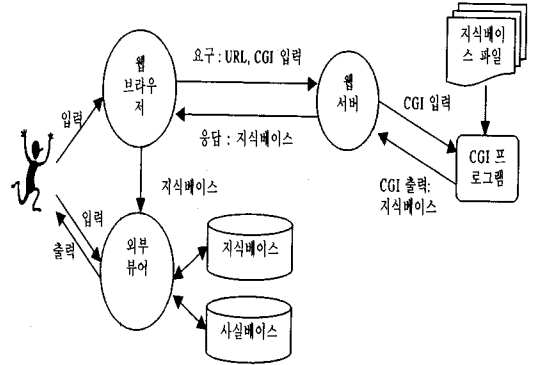 웹
브라우
저
요구 : URL, CGI 입력
웹
서버
지식베이
스 파일
입력
CGI 입력
응답 : 지식베이스
CGI 프
로그램
CGI 출력:
지식베이스
지식베이스
입력
출력
외부
뷰어
지식베이스
사실베이스